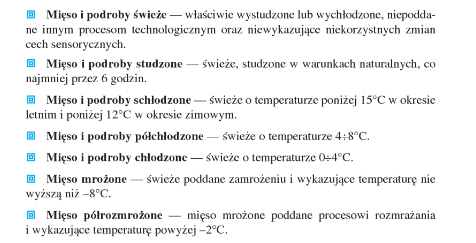 Mięso i podroby świeże — właściwie wystudzone lub wychłodzone, niepodda-
ne innym procesom technologicznym oraz niewykazujące niekorzystnych zmian
cech sensorycznych.
Mięso i podroby studzone — świeże, studzone w warunkach naturalnych, co
najmniej przez 6 godzin.
Mięso i podroby schłodzone — świeże o temperaturze poniżej 15°C w okresie
letnim i poniżej 12°C w okresie zimowym.
Mięso i podroby półchłodzone — świeże o temperaturze 4÷8°C.
Mięso i podroby chłodzone — świeże o temperaturze 0÷4°C.
Mięso mrożone — świeże poddane zamrożeniu i wykazujące temperaturę nie
wyższą niż –8°C.
Mięso półrozmrożone — mięso mrożone poddane procesowi rozmrażania
i wykazujące temperaturę powyżej –2°C.